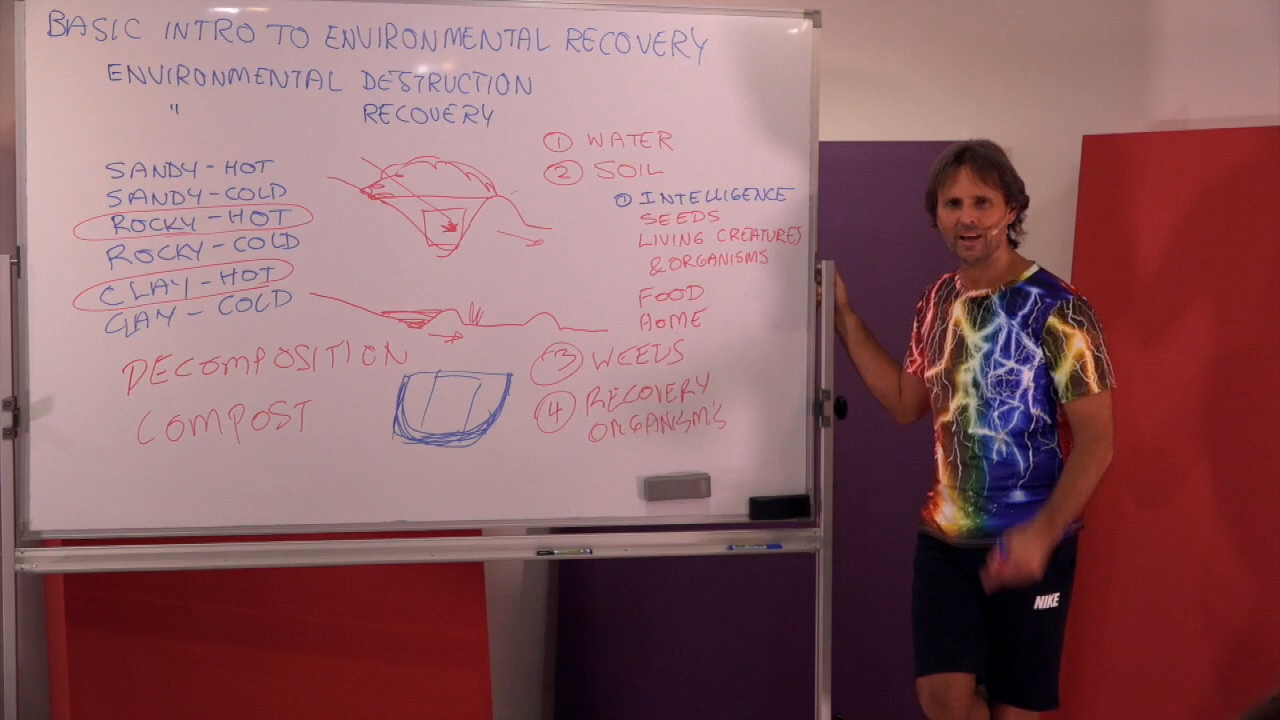 BASIC INTRO TO ENVIRONMENTAL RECOVERY
ENVIRONMENTAL DESTRUCTION
" RECOVERY
SANDY-HOT
SANDY-COLD
ROCKY-HOT
ROCKY-COLD
CLAY-HOT
CLAY-COLD
DECOMPOSITION
COMPOST
① WATER
② SOIL
① INTELLIGENCE
SEEDS
LIVING CREATURES
& ORGANISMS
FOOD
HOME
③ WEEDS
④ RECOVERY
ORGANISM'S
NIKE